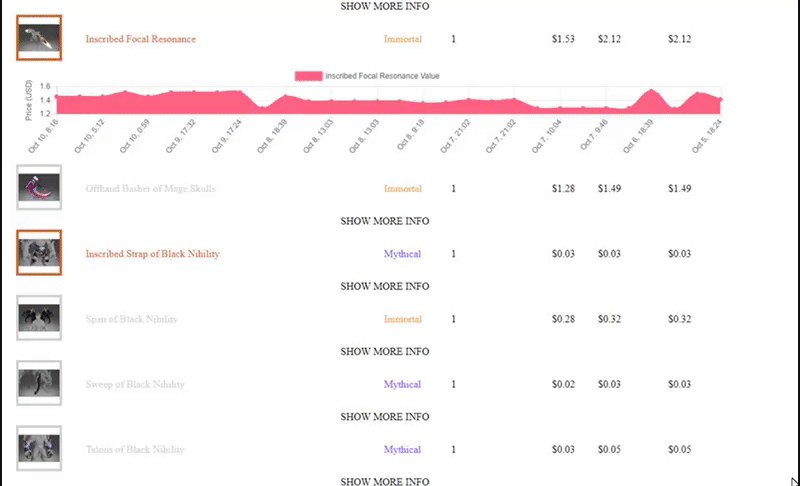 SHOW MORE INFO
Inscribed Focal Resonance Immortal 1 $1.53 $2.12 $2.12
Inscribed Focal Resonance Value
Price (USD)
1.6
1.4
1.2
Oct 10, 8:16 Oct 10, 5:12 Oct 10, 0:59 Oct 9, 17:32 Oct 9, 17:24 Oct 8, 18:39 Oct 8, 13:03 Oct 8, 13:03 Oct 8, 9:18 Oct 7, 21:02 Oct 7, 21:02 Oct 7, 10:04 Oct 7, 9:46 Oct 6, 18:39 Oct 5, 18:24
Offhand Basher of Mage Skulls Immortal 1 $1.28 $1.49 $1.49
SHOW MORE INFO
Inscribed Strap of Black Nihility Mythical 1 $0.03 $0.03 $0.03
SHOW MORE INFO
Span of Black Nihility Immortal 1 $0.28 $0.32 $0.32
SHOW MORE INFO
Sweep of Black Nihility Mythical 1 $0.02 $0.03 $0.03
SHOW MORE INFO
Talons of Black Nihility Mythical 1 $0.03 $0.05 $0.05
SHOW MORE INFO